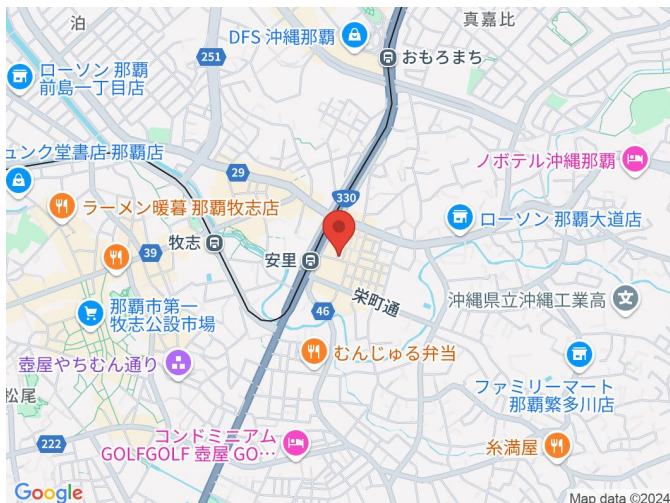 泊
真嘉比
DFS 沖縄那覇
251
おもろまち
ローソン 那覇
前島一丁目店
ュンク堂書店·那覇店
ノボテル沖縄那覇
29
330
ラーメン暖暮 那覇牧志店
ローソン 那覇大道店
牧志
39
安里
栄町通
沖縄県立沖縄工業高
那覇市第一
牧志公設市場
46
むんじゅる弁当
壺屋やちむん通り
ファミリーマート
那覇繁多川店
松尾
222
コンドミニアム
GOLFGOLF 壺屋 GO…
糸満屋
Google
Map data ©2024